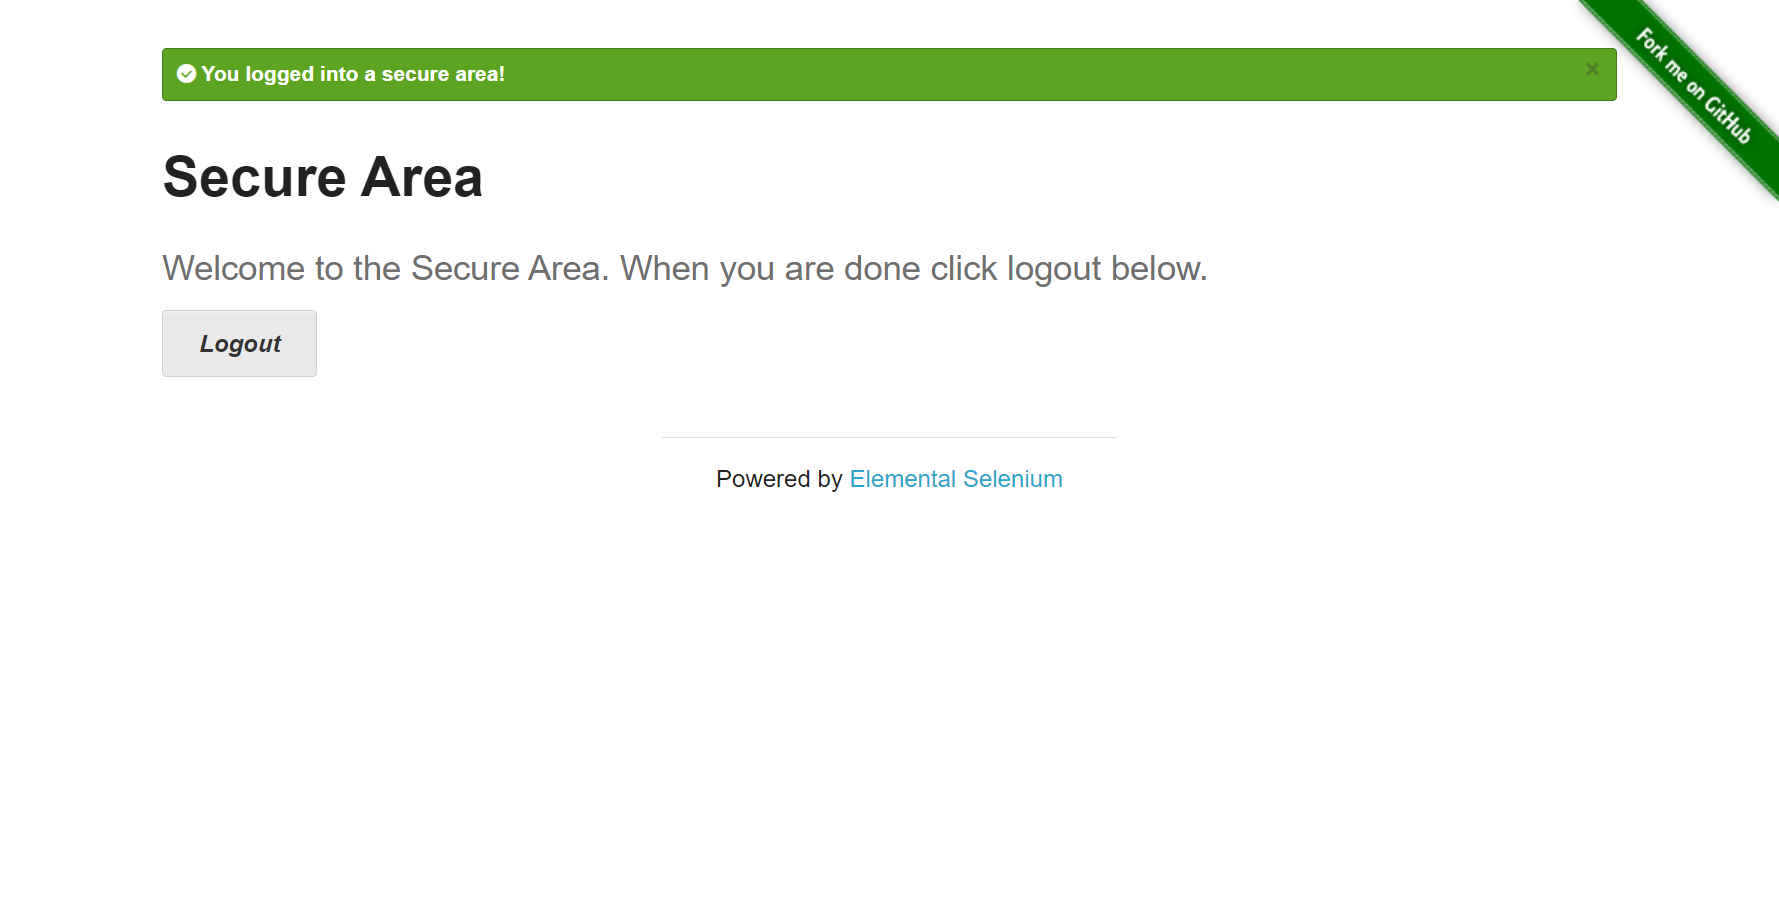 You logged into a secure area!
×
Fork me on GitHub
Secure Area
Welcome to the Secure Area. When you are done click logout below.
Logout
Powered by Elemental Selenium